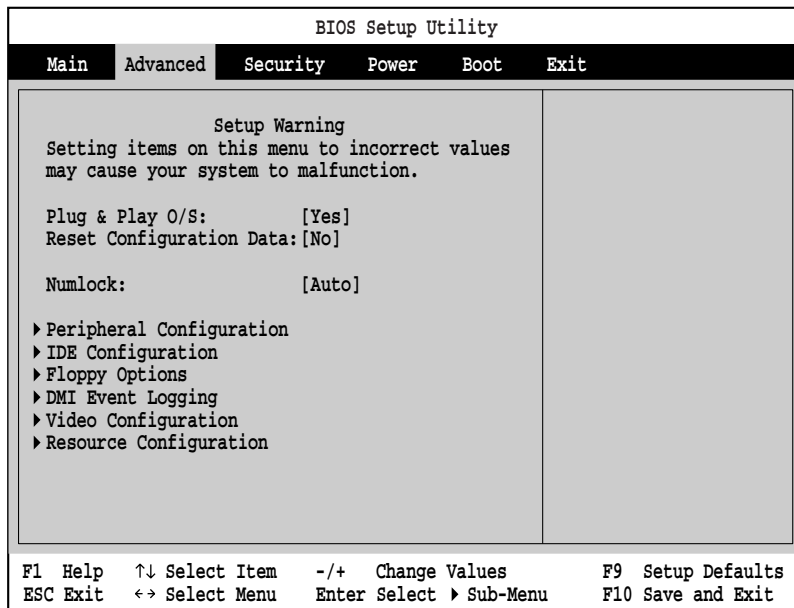 BIOS Setup Utility
Main Advanced Security Power Boot Exit
Setup Warning
Setting items on this menu to incorrect values
may cause your system to malfunction.
Plug & Play O/S: [Yes]
Reset Configuration Data: [No]
Numlock: [Auto]
Peripheral Configuration
IDE Configuration
Floppy Options
DMI Event Logging
Video Configuration
Resource Configuration
F1 Help ↑↓ Select Item -/+ Change Values F9 Setup Defaults
ESC Exit ←→ Select Menu Enter Select ▶ Sub-Menu F10 Save and Exit